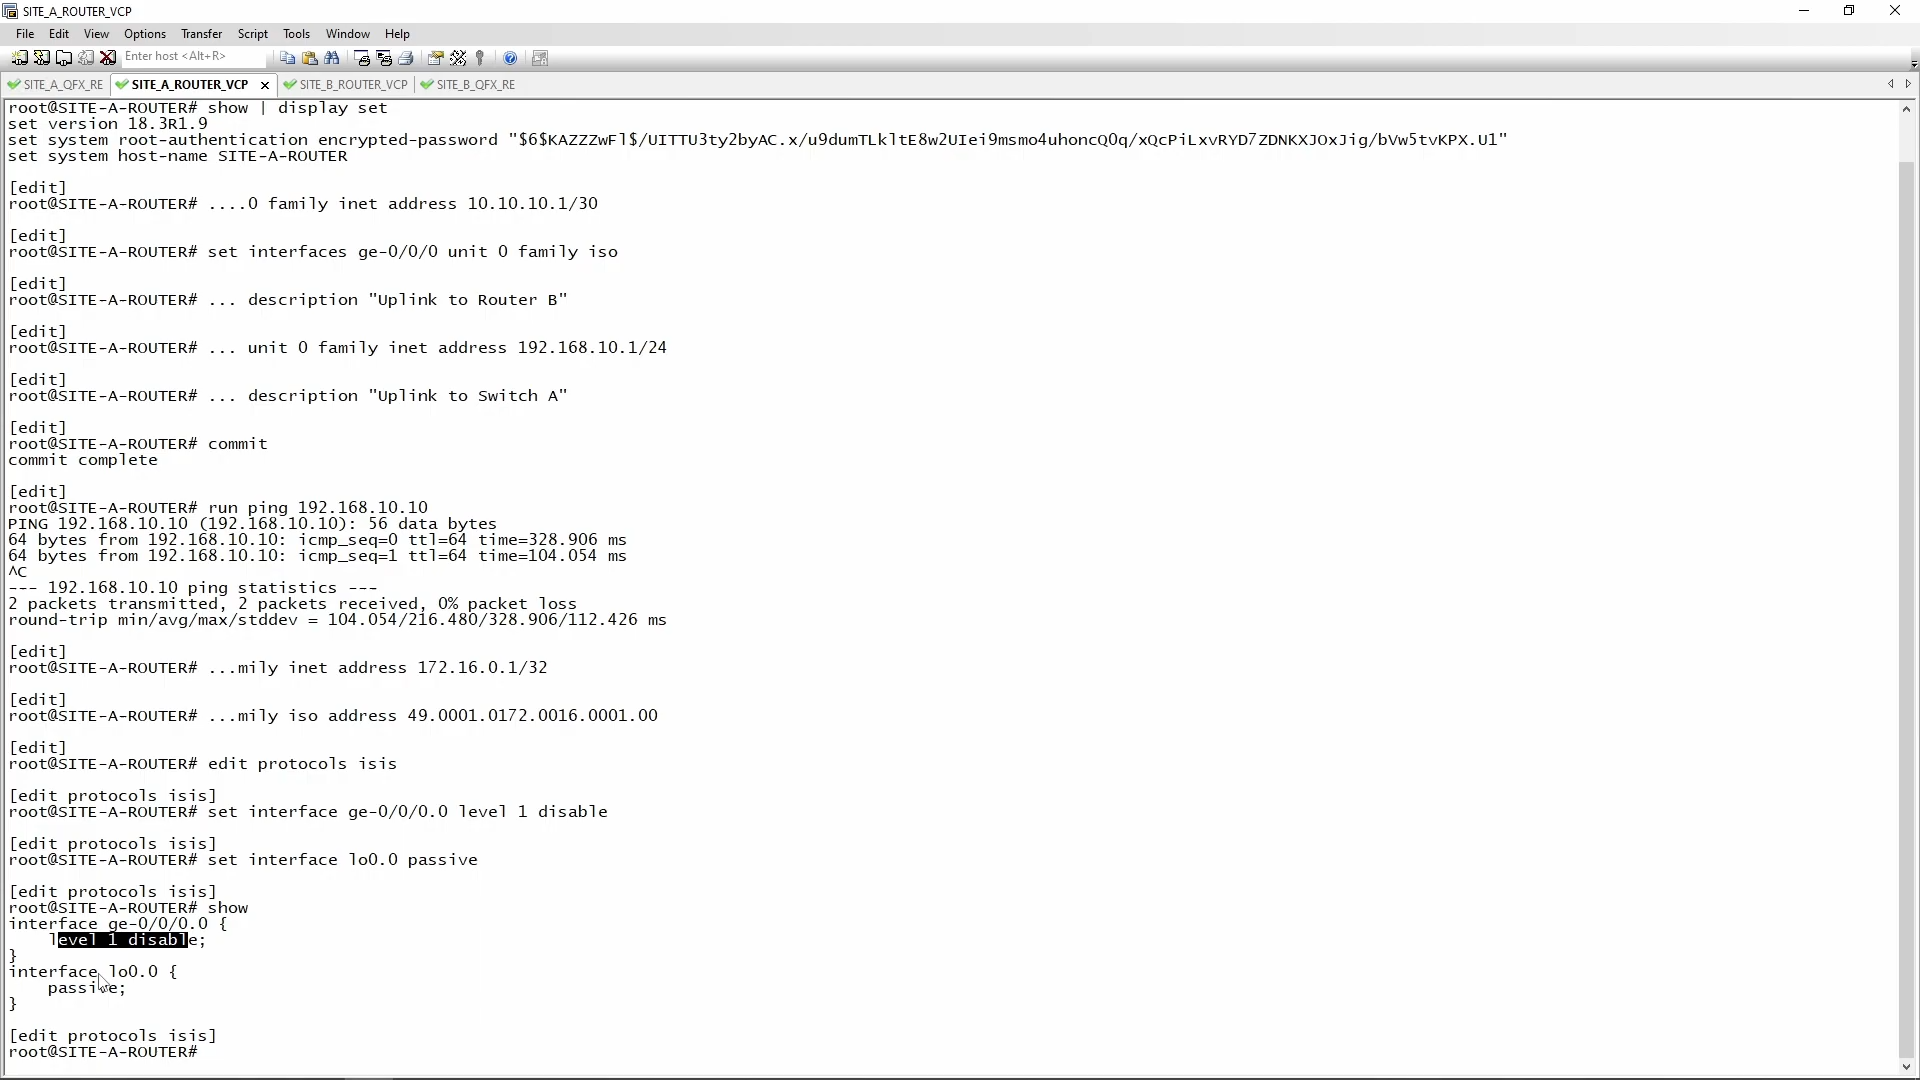 SITE_A_ROUTER_VCP
File Edit View Options Transfer Script Tools Window Help
Enter host <Alt+R>
SITE_A_QFX_RE SITE_A_ROUTER_VCP SITE_B_ROUTER_VCP SITE_B_QFX_RE
root@SITE-A-ROUTER# show | display set
set version 18.3R1.9
set system root-authentication encrypted-password "$6$KAZZZwFl$/UITTU3ty2byAC.x/u9dumTLkltE8w2UIei9msmo4uhoncQ0q/xQcPiLxvRYD7ZDNKXJOxJig/bVw5tvKPX.U1"
set system host-name SITE-A-ROUTER
[edit]
root@SITE-A-ROUTER# ....0 family inet address 10.10.10.1/30
[edit]
root@SITE-A-ROUTER# set interfaces ge-0/0/0 unit 0 family iso
[edit]
root@SITE-A-ROUTER# ... description "Uplink to Router B"
[edit]
root@SITE-A-ROUTER# ... unit 0 family inet address 192.168.10.1/24
[edit]
root@SITE-A-ROUTER# ... description "Uplink to Switch A"
[edit]
root@SITE-A-ROUTER# commit
commit complete
[edit]
root@SITE-A-ROUTER# run ping 192.168.10.10
PING 192.168.10.10 (192.168.10.10): 56 data bytes
64 bytes from 192.168.10.10: icmp_seq=0 ttl=64 time=328.906 ms
64 bytes from 192.168.10.10: icmp_seq=1 ttl=64 time=104.054 ms
^C
--- 192.168.10.10 ping statistics ---
2 packets transmitted, 2 packets received, 0% packet loss
round-trip min/avg/max/stddev = 104.054/216.480/328.906/112.426 ms
[edit]
root@SITE-A-ROUTER# ...mily inet address 172.16.0.1/32
[edit]
root@SITE-A-ROUTER# ...mily iso address 49.0001.0172.0016.0001.00
[edit]
root@SITE-A-ROUTER# edit protocols isis
[edit protocols isis]
root@SITE-A-ROUTER# set interface ge-0/0/0.0 level 1 disable
[edit protocols isis]
root@SITE-A-ROUTER# set interface lo0.0 passive
[edit protocols isis]
root@SITE-A-ROUTER# show
interface ge-0/0/0.0 {
level 1 disable;
}
interface lo0.0 {
passive;
}
[edit protocols isis]
root@SITE-A-ROUTER#